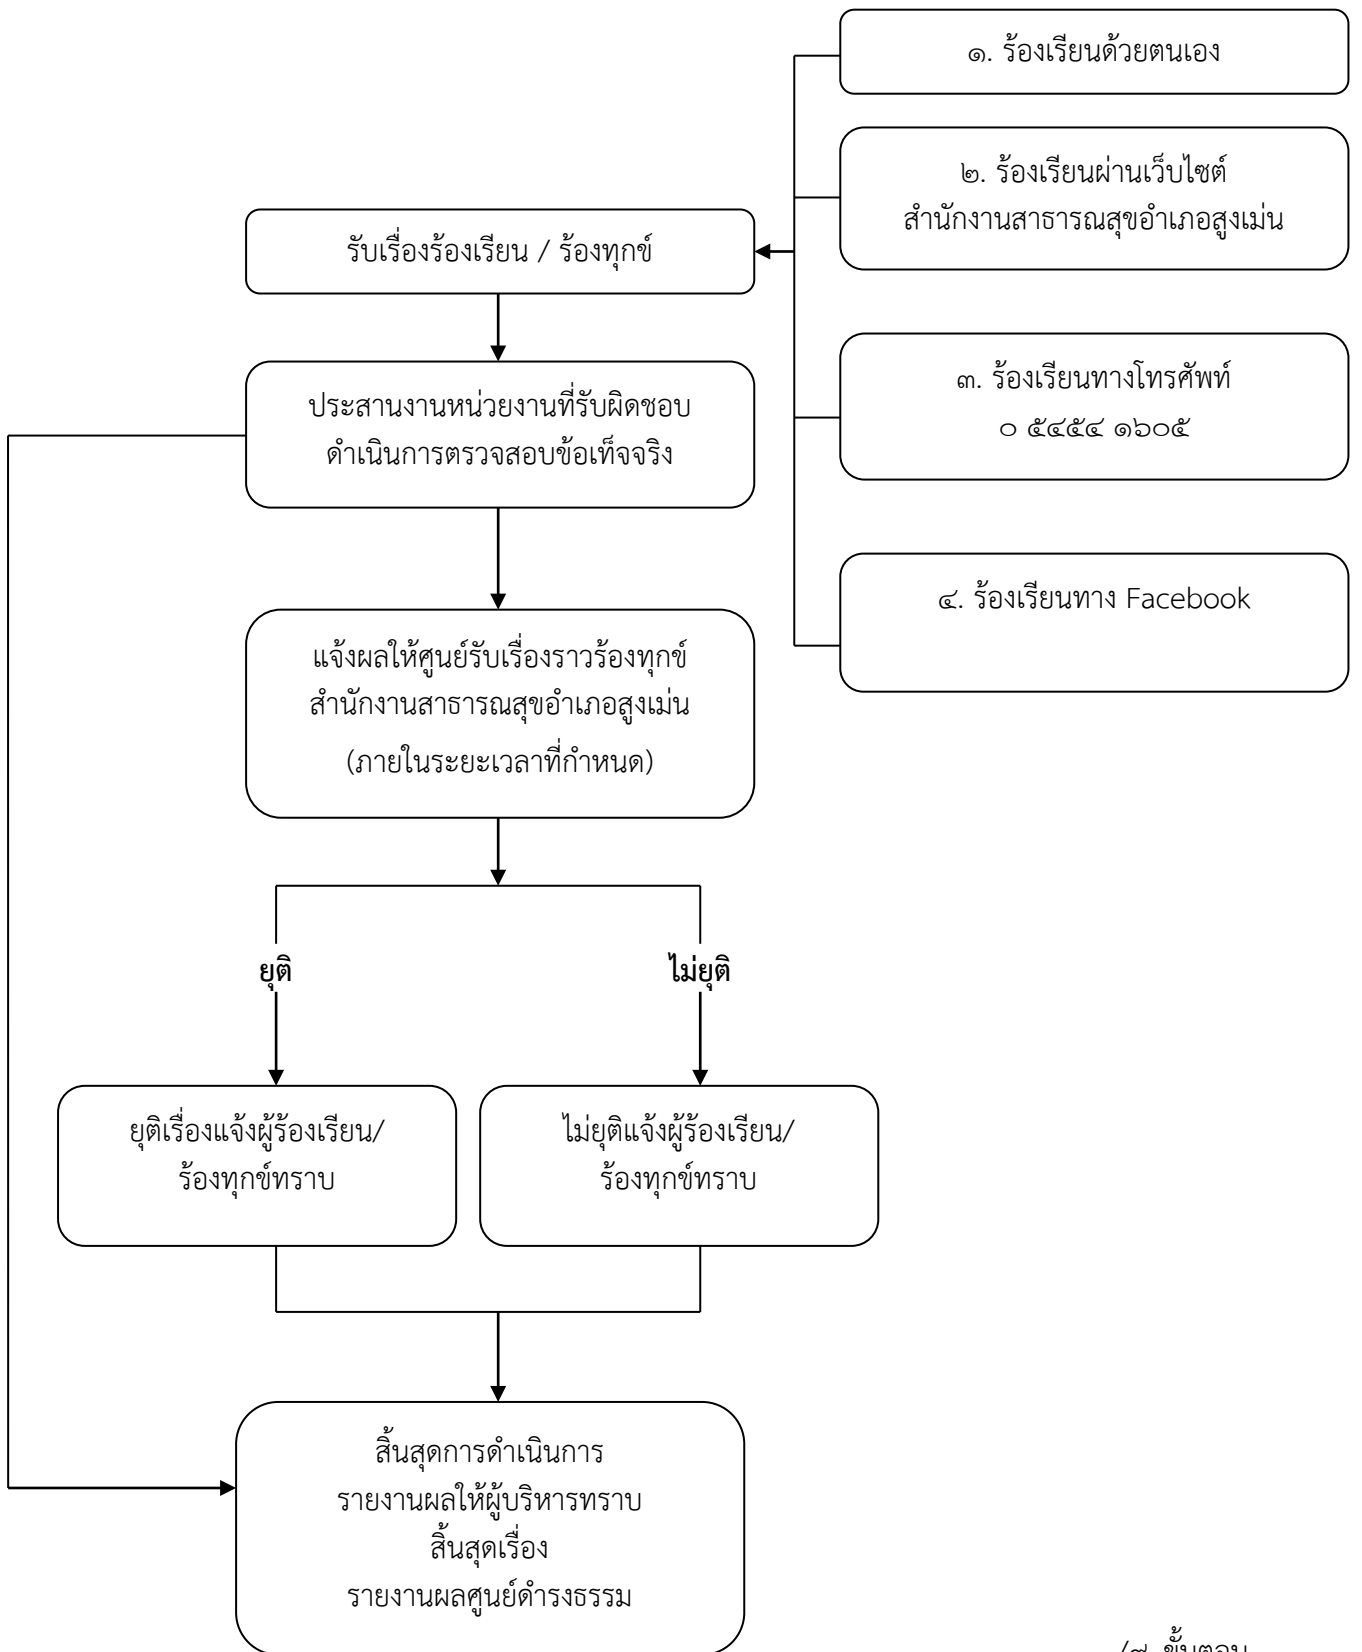 ๑. ร้องเรียนด้วยตนเอง
๒. ร้องเรียนผ่านเว็บไซต์
สำนักงานสาธารณสุขอำเภอสูงเม่น
รับเรื่องร้องเรียน / ร้องทุกข์
๓. ร้องเรียนทางโทรศัพท์
๐ ๕๔๕๔ ๑๖๐๕
ประสานงานหน่วยงานที่รับผิดชอบ
ดำเนินการตรวจสอบข้อเท็จจริง
๔. ร้องเรียนทาง Facebook
แจ้งผลให้ศูนย์รับเรื่องราวร้องทุกข์
สำนักงานสาธารณสุขอำเภอสูงเม่น
(ภายในระยะเวลาที่กำหนด)
ยุติ
ไม่ยุติ
ยุติเรื่องแจ้งผู้ร้องเรียน/
ร้องทุกข์ทราบ
ไม่ยุติแจ้งผู้ร้องเรียน/
ร้องทุกข์ทราบ
สิ้นสุดการดำเนินการ
รายงานผลให้ผู้บริหารทราบ
สิ้นสุดเรื่อง
รายงานผลศูนย์ดำรงธรรม